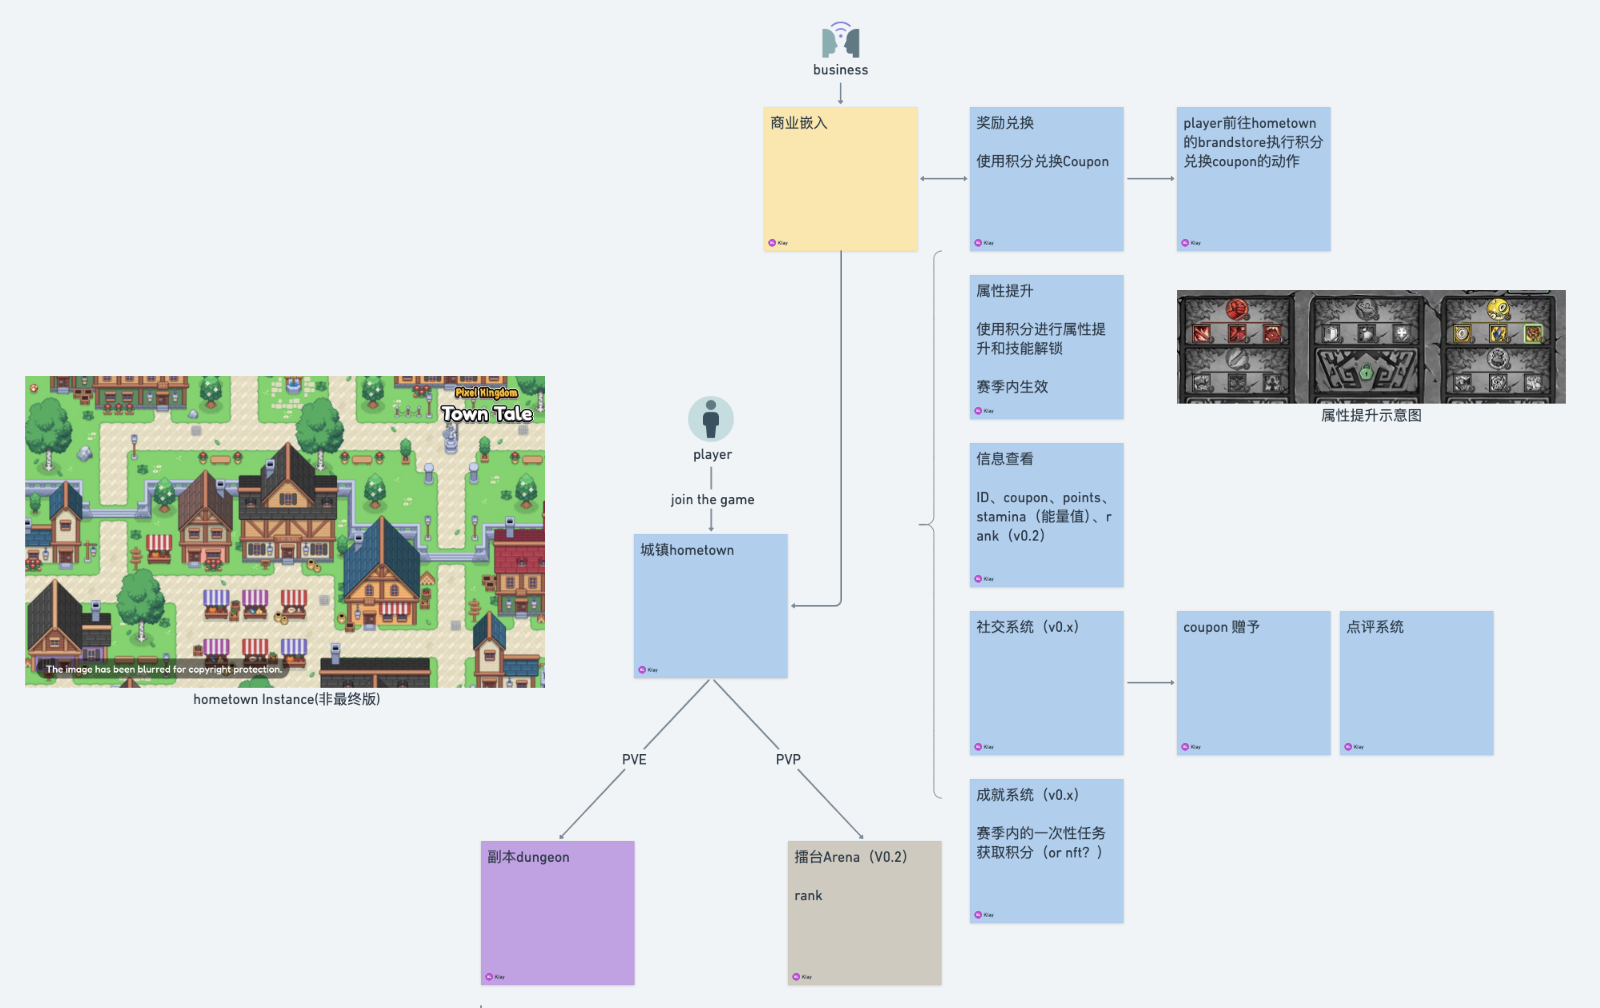 business
商业嵌入
Klay
奖励兑换
使用积分兑换Coupon
Klay
player前往hometown
的brandstore执行积分
兑换coupon的动作
Klay
属性提升
使用积分进行属性提
升和技能解锁
赛季内生效
Klay
属性提升示意图
Pixel Kingdom
Town Tale
The image has been blurred for copyright protection.
hometown Instance(非最终版)
player
join the game
城镇hometown
Klay
信息查看
ID、coupon、points、
stamina（能量值）、r
ank（v0.2）
Klay
社交系统（v0.x）
Klay
coupon 赠予
Klay
点评系统
Klay
PVE
PVP
副本dungeon
Klay
擂台Arena（V0.2）
rank
Klay
成就系统（v0.x）
赛季内的一次性任务
获取积分（or nft？）
Klay